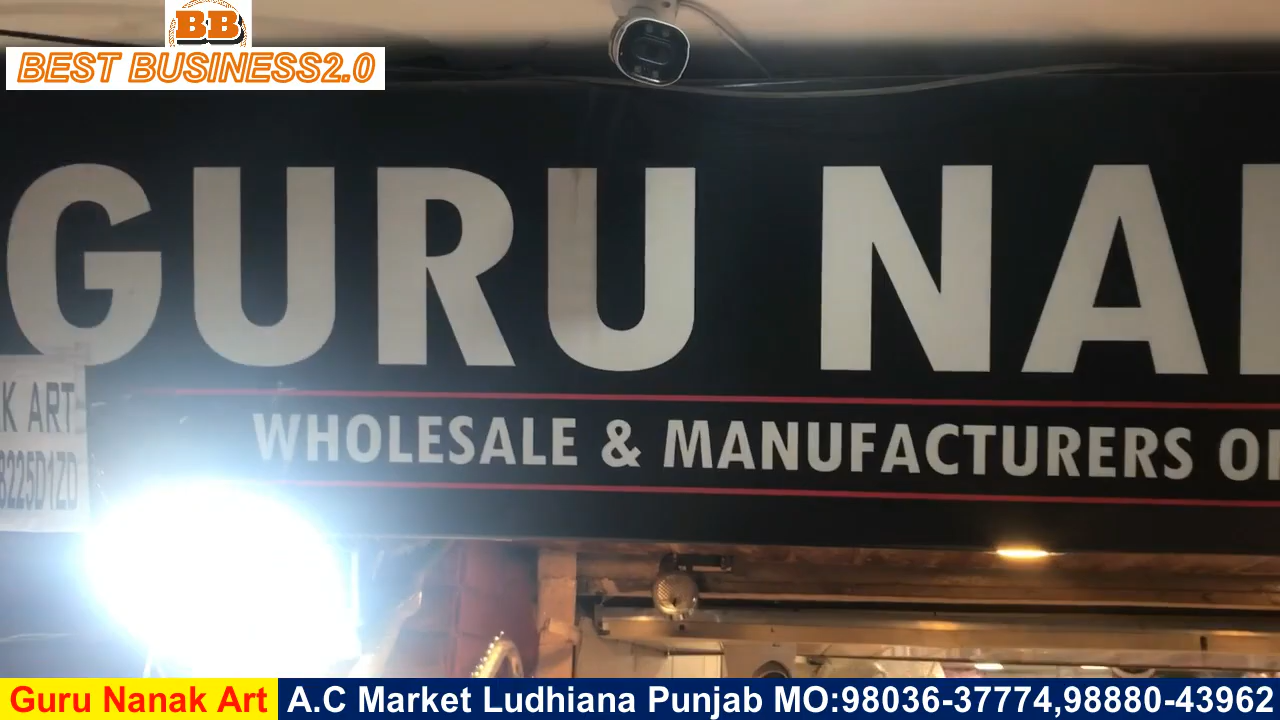 BB
BEST BUSINESS2.0
GURU NA
WHOLESALE & MANUFACTURERS
K ART
8225D1ZD
Guru Nanak Art A.C Market Ludhiana Punjab MO:98036-37774,98880-43962